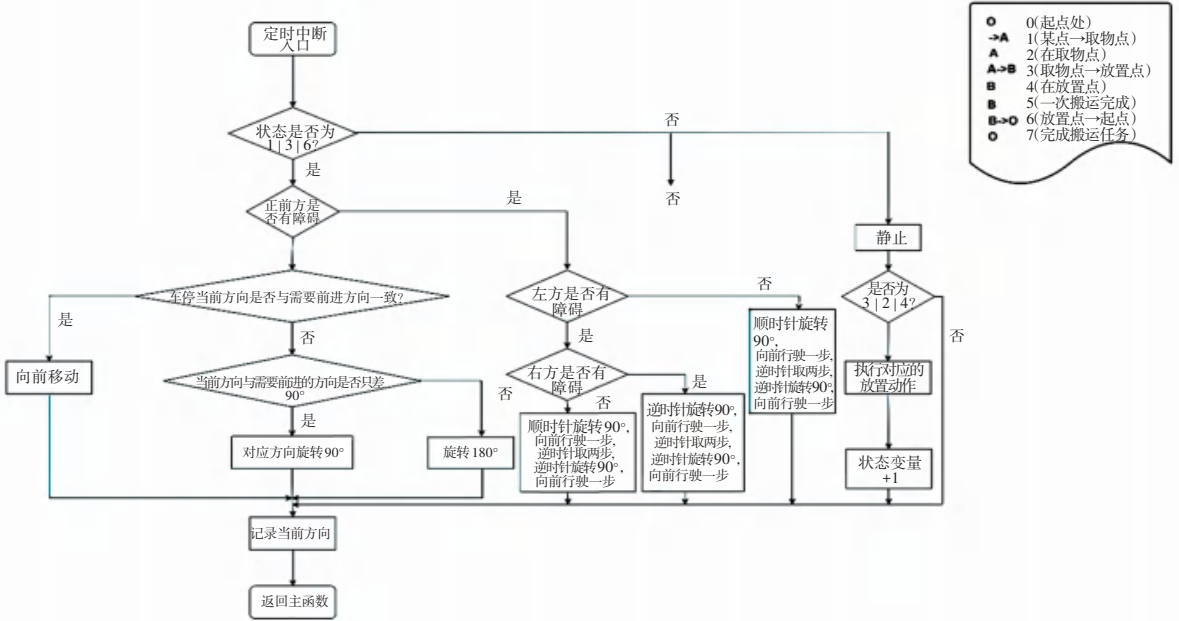 定时中断
入口
状态是否为
1 | 3 | 6?
否
否
是
正前方是
否有障碍
是
车停当前方向是否与需要前进方向一致?
是
向前移动
否
当前方向与需要前进的方向是否只差
90°
是
对应方向旋转90°
旋转180°
左方是否有
障碍
否
是
右方是否有
障碍
否
否
是
顺时针旋转90°,
向前行驶一步,
逆时针取两步,
逆时针旋转90°,
向前行驶一步
逆时针旋转90°,
向前行驶一步,
逆时针取两步,
逆时针旋转90°,
向前行驶一步
顺时针旋转
90°,
向前行驶一步,
逆时针取两步,
逆时针旋转90°,
向前行驶一步
静止
是否为
3 | 2 | 4?
否
执行对应的
放置动作
状态变量
+1
记录当前方向
返回主函数
O 0(起点处)
->A 1(某点→取物点)
A 2(在取物点)
A->B 3(取物点→放置点)
B 4(在放置点)
B 5(一次搬运完成)
B->O 6(放置点→起点)
O 7(完成搬运任务)